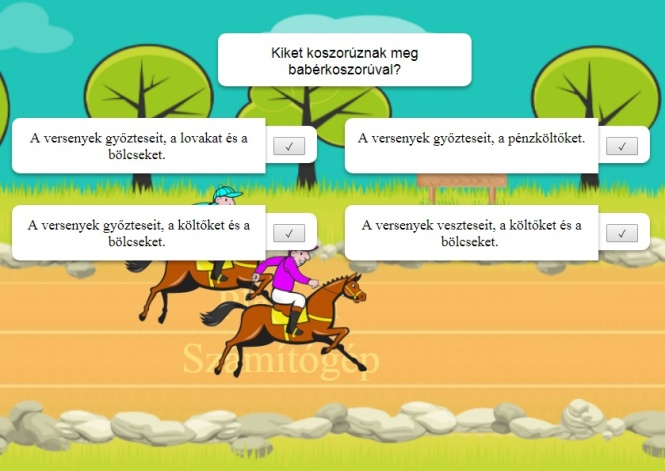 Kiket koszorúznak meg
babérkoszorúval?
A versenyek győzteseit, a lovakat és a
bölcseket.
A versenyek győzteseit, a pénzköltőket.
A versenyek győzteseit, a költőket és a
bölcseket.
A versenyek veszteseit, a költőket és a
bölcseket.
Számítógép